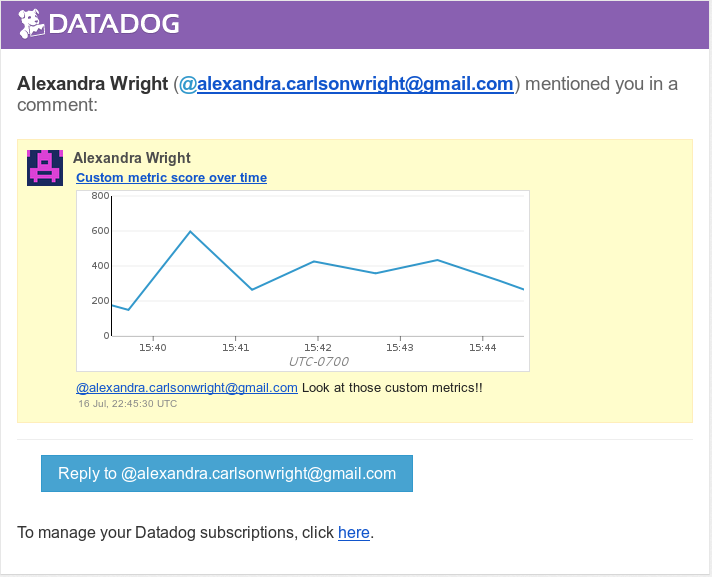 DATADOG
Alexandra Wright (@alexandra.carlsonwright@gmail.com) mentioned you in a
comment:
Alexandra Wright
Custom metric score over time
800
600
400
200
0
15:40 15:41 15:42 15:43 15:44
UTC-0700
@alexandra.carlsonwright@gmail.com Look at those custom metrics!!
16 Jul, 22:45:30 UTC
Reply to @alexandra.carlsonwright@gmail.com
To manage your Datadog subscriptions, click here.